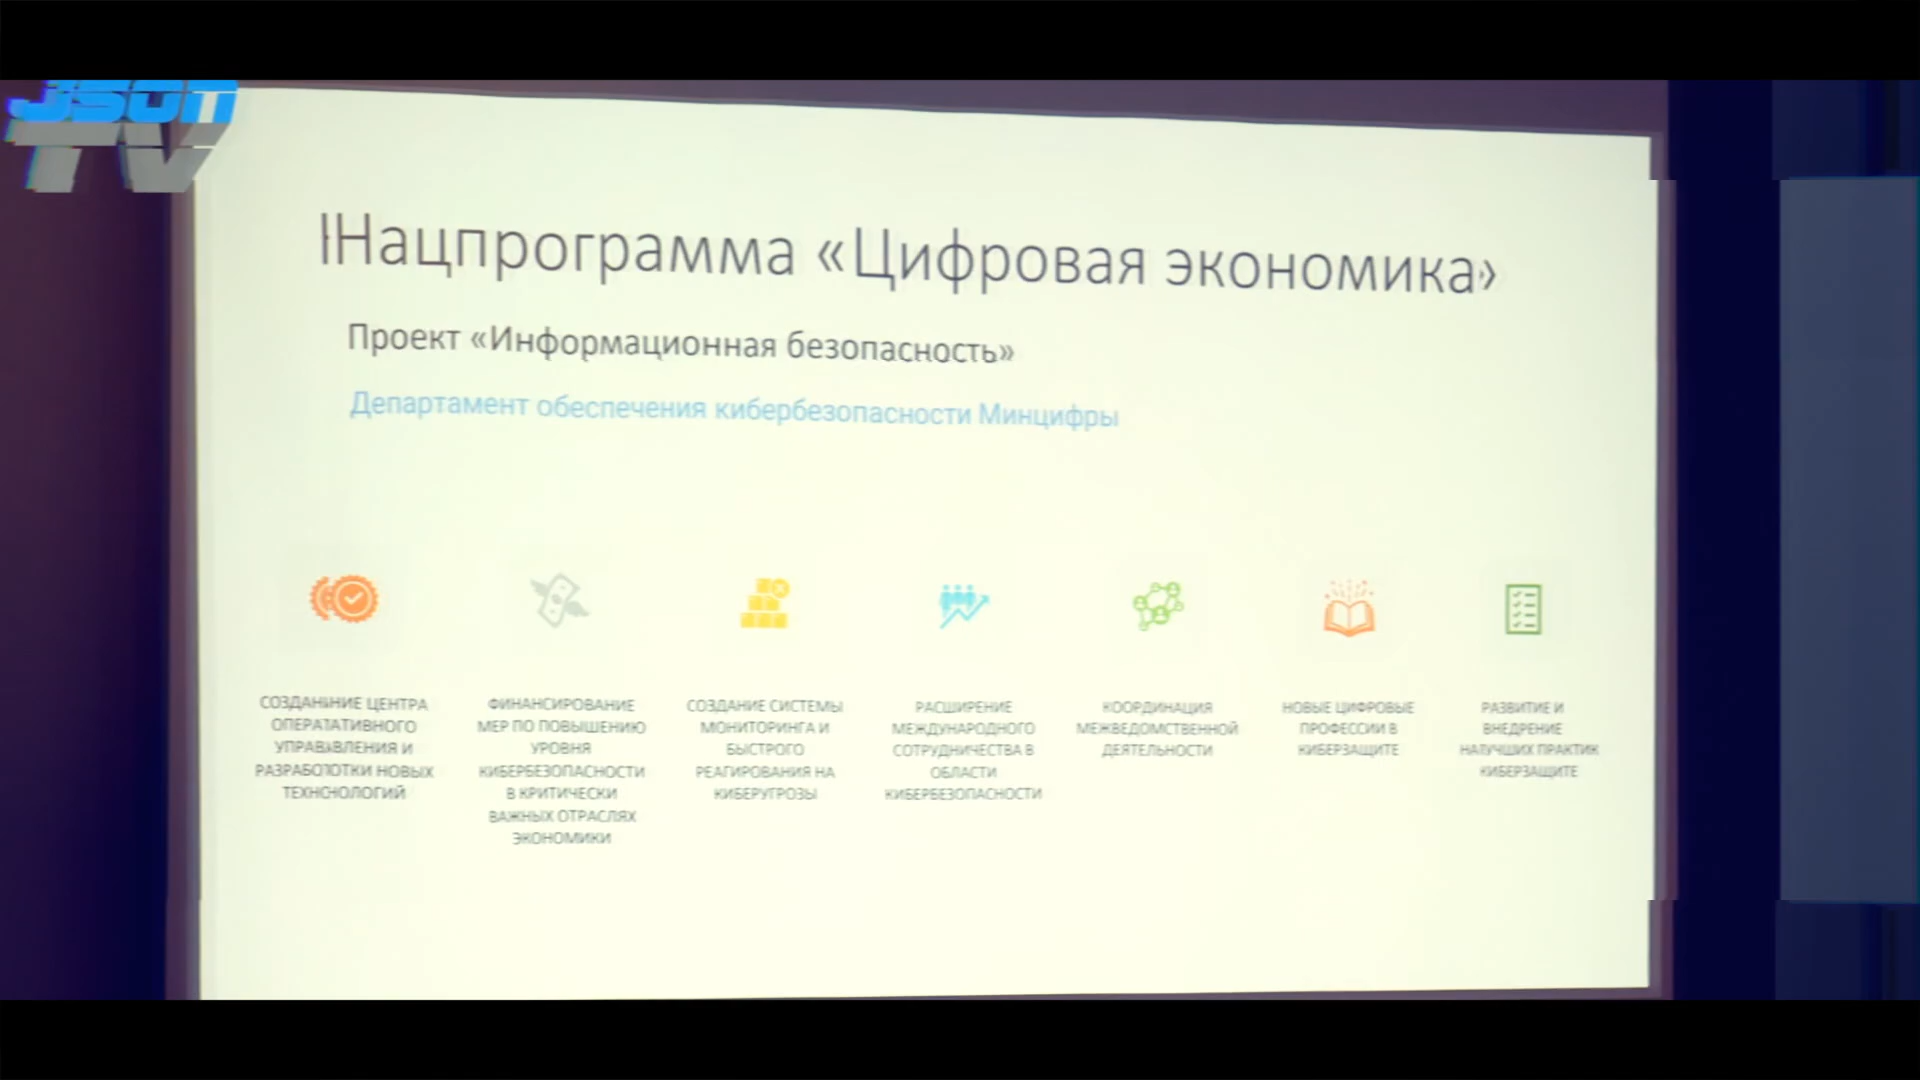 JSON
TV
Нацпрограмма «Цифровая экономика»
Проект «Информационная безопасность»
Департамент обеспечения кибербезопасности Минцифры
СОЗДАНИЕ ЦЕНТРА
ОПЕРАТИВНОГО
УПРАВЛЕНИЯ И
РАЗРАБОТКИ НОВЫХ
ТЕХНОЛОГИЙ
ФИНАНСИРОВАНИЕ
МЕР ПО ПОВЫШЕНИЮ
УРОВНЯ
КИБЕРБЕЗОПАСНОСТИ
В КРИТИЧЕСКИ
ВАЖНЫХ ОТРАСЛЯХ
ЭКОНОМИКИ
СОЗДАНИЕ СИСТЕМЫ
МОНИТОРИНГА И
БЫСТРОГО
РЕАГИРОВАНИЯ НА
КИБЕРУГРОЗЫ
РАСШИРЕНИЕ
МЕЖДУНАРОДНОГО
СОТРУДНИЧЕСТВА В
ОБЛАСТИ
КИБЕРБЕЗОПАСНОСТИ
КООРДИНАЦИЯ
МЕЖВЕДОМСТВЕННОЙ
ДЕЯТЕЛЬНОСТИ
НОВЫЕ ЦИФРОВЫЕ
ПРОФЕССИИ В
КИБЕРЗАЩИТЕ
РАЗВИТИЕ И
ВНЕДРЕНИЕ
НАИЛУЧШИХ ПРАКТИК
КИБЕРЗАЩИТЕ